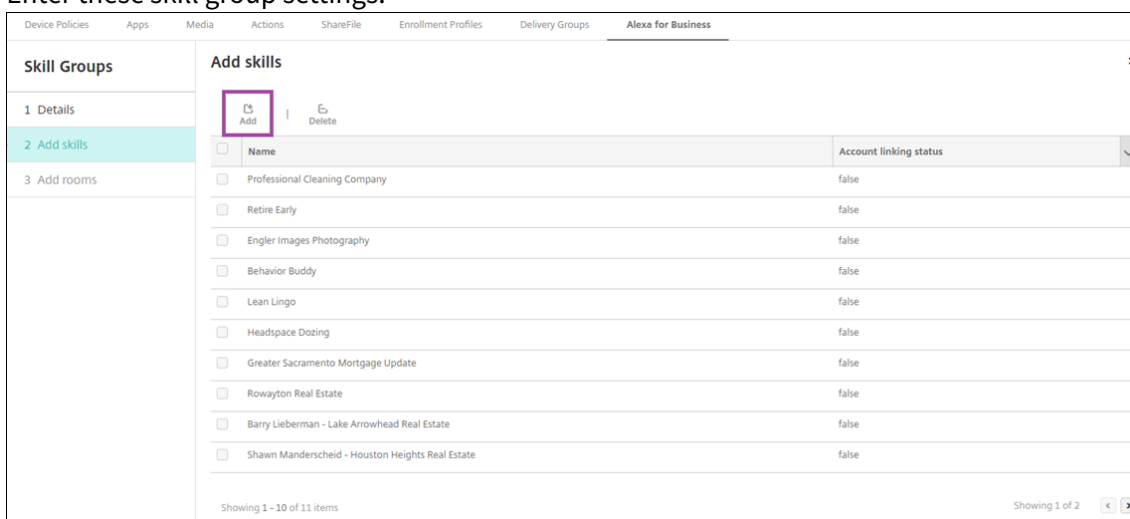 Enter these skill group settings.
Device Policies Apps Media Actions ShareFile Enrollment Profiles Delivery Groups Alexa for Business
Skill Groups
1 Details
2 Add skills
3 Add rooms
Add skills
Add | Delete
Name Account linking status
Professional Cleaning Company false
Retire Early false
Engler Images Photography false
Behavior Buddy false
Lean Lingo false
Headspace Dozing false
Greater Sacramento Mortgage Update false
Rowayton Real Estate false
Barry Lieberman - Lake Arrowhead Real Estate false
Shawn Manderscheid - Houston Heights Real Estate false
Showing 1 - 10 of 11 items Showing 1 of 2